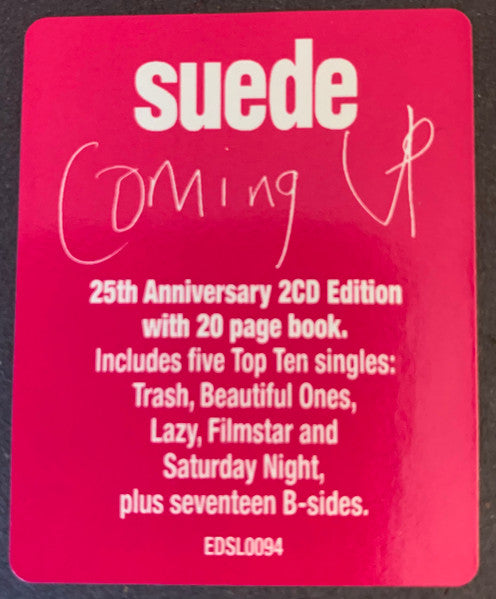 suede
Coming Up
25th Anniversary 2CD Edition
with 20 page book.
Includes five Top Ten singles:
Trash, Beautiful Ones,
Lazy, Filmstar and
Saturday Night,
plus seventeen B-sides.
EDSL0094